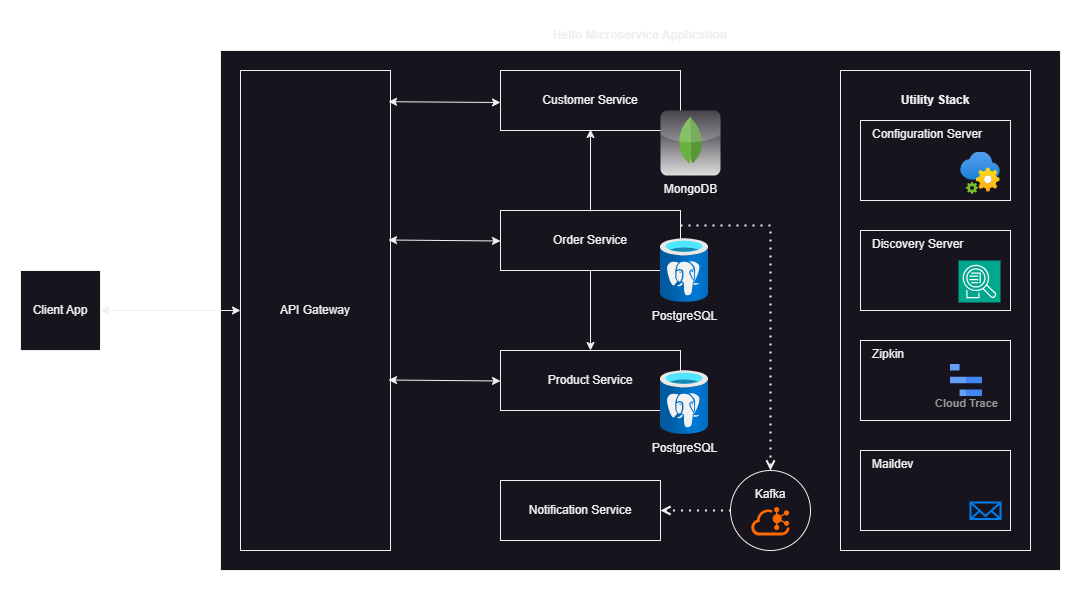 Hello Microservice Application
Client App
API Gateway
Customer Service
MongoDB
Order Service
PostgreSQL
Product Service
PostgreSQL
Notification Service
Kafka
Utility Stack
Configuration Server
Discovery Server
Zipkin
Cloud Trace
Maildev